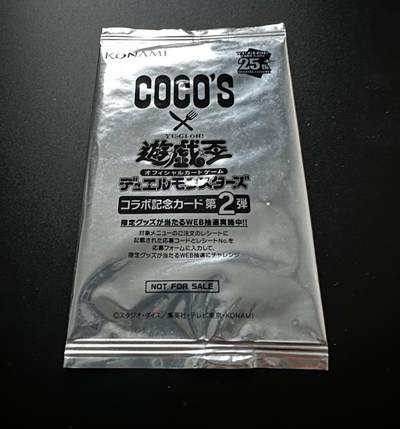 KONAMI
25th
COCO'S
YU-GI-OH!
遊戯王
オフィシャルカードゲーム
デュエルモンスターズ
コラボ記念カード 第2弾
限定グッズが当たるWEB抽選実施中!!
対象メニューのご注文のレシートに
記載された応募コードとレシートNo.を
応募フォームに入力して、
限定グッズが当たるWEB抽選にチャレンジ
NOT FOR SALE
©スタジオ・ダイス/集英社・テレビ東京・KONAMI